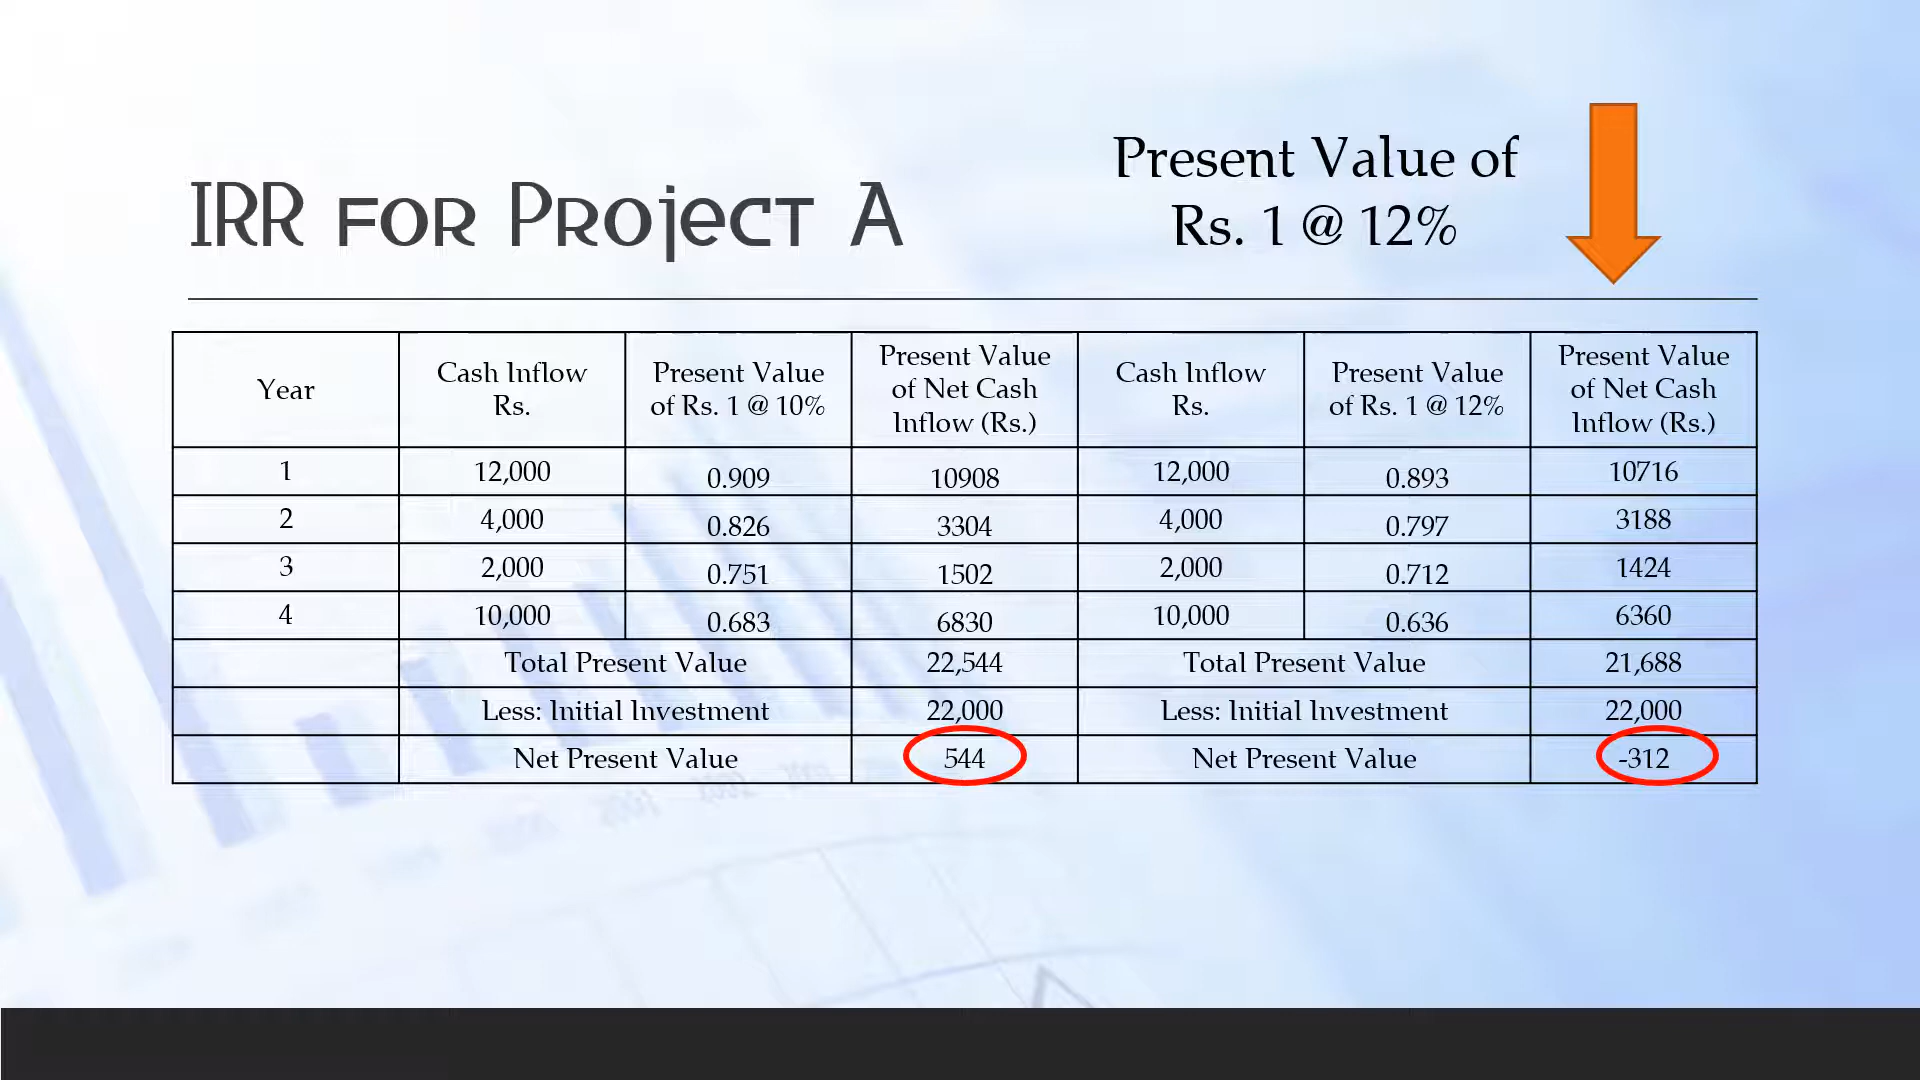 IRR for Project A
Present Value of
Rs. 1 @ 12%
Year
Cash Inflow
Rs.
Present Value
of Rs. 1 @ 10%
Present Value
of Net Cash
Inflow (Rs.)
Cash Inflow
Rs.
Present Value
of Rs. 1 @ 12%
Present Value
of Net Cash
Inflow (Rs.)
1 12,000 0.909 10908 12,000 0.893 10716
2 4,000 0.826 3304 4,000 0.797 3188
3 2,000 0.751 1502 2,000 0.712 1424
4 10,000 0.683 6830 10,000 0.636 6360
Total Present Value 22,544 Total Present Value 21,688
Less: Initial Investment 22,000 Less: Initial Investment 22,000
Net Present Value 544 Net Present Value -312